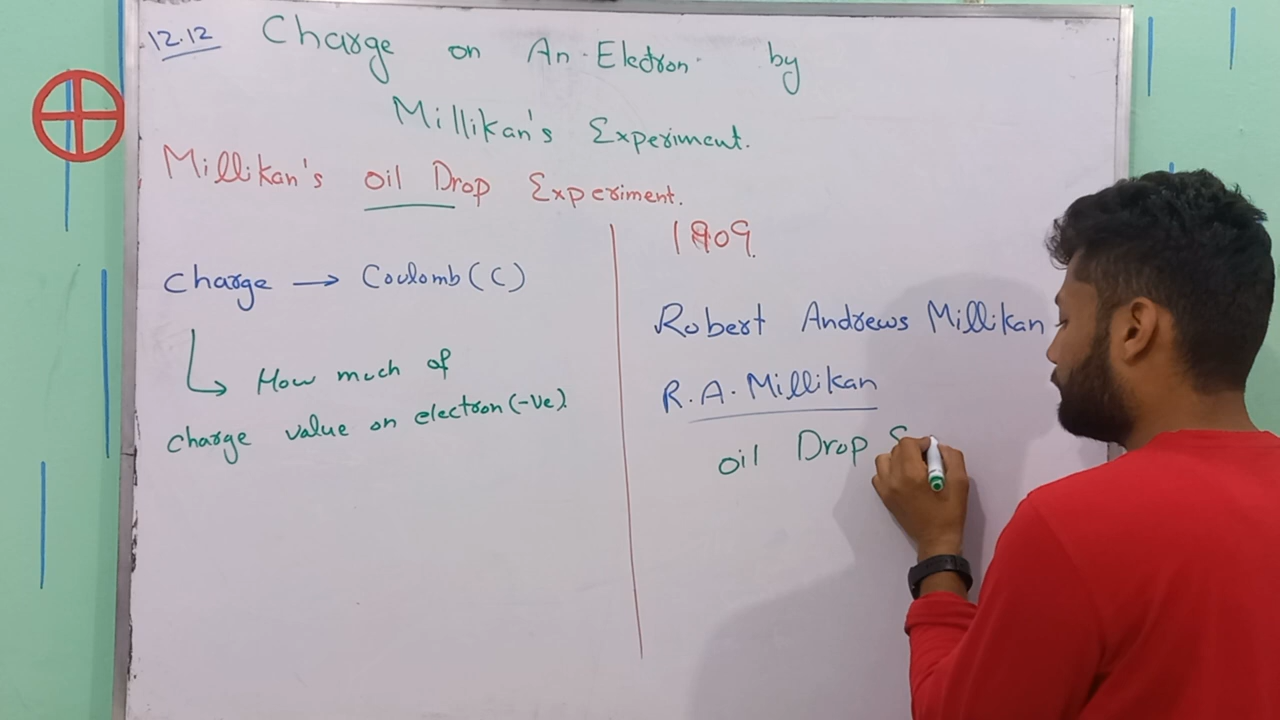 12.12 Charge on An Electron by
Millikan's Experiment.
Millikan's oil Drop Experiment.
Charge → Coulomb (C)
How much of
charge value on electron (-ve).
1909.
Robert Andrews Millikan
R.A. Millikan
oil Drop